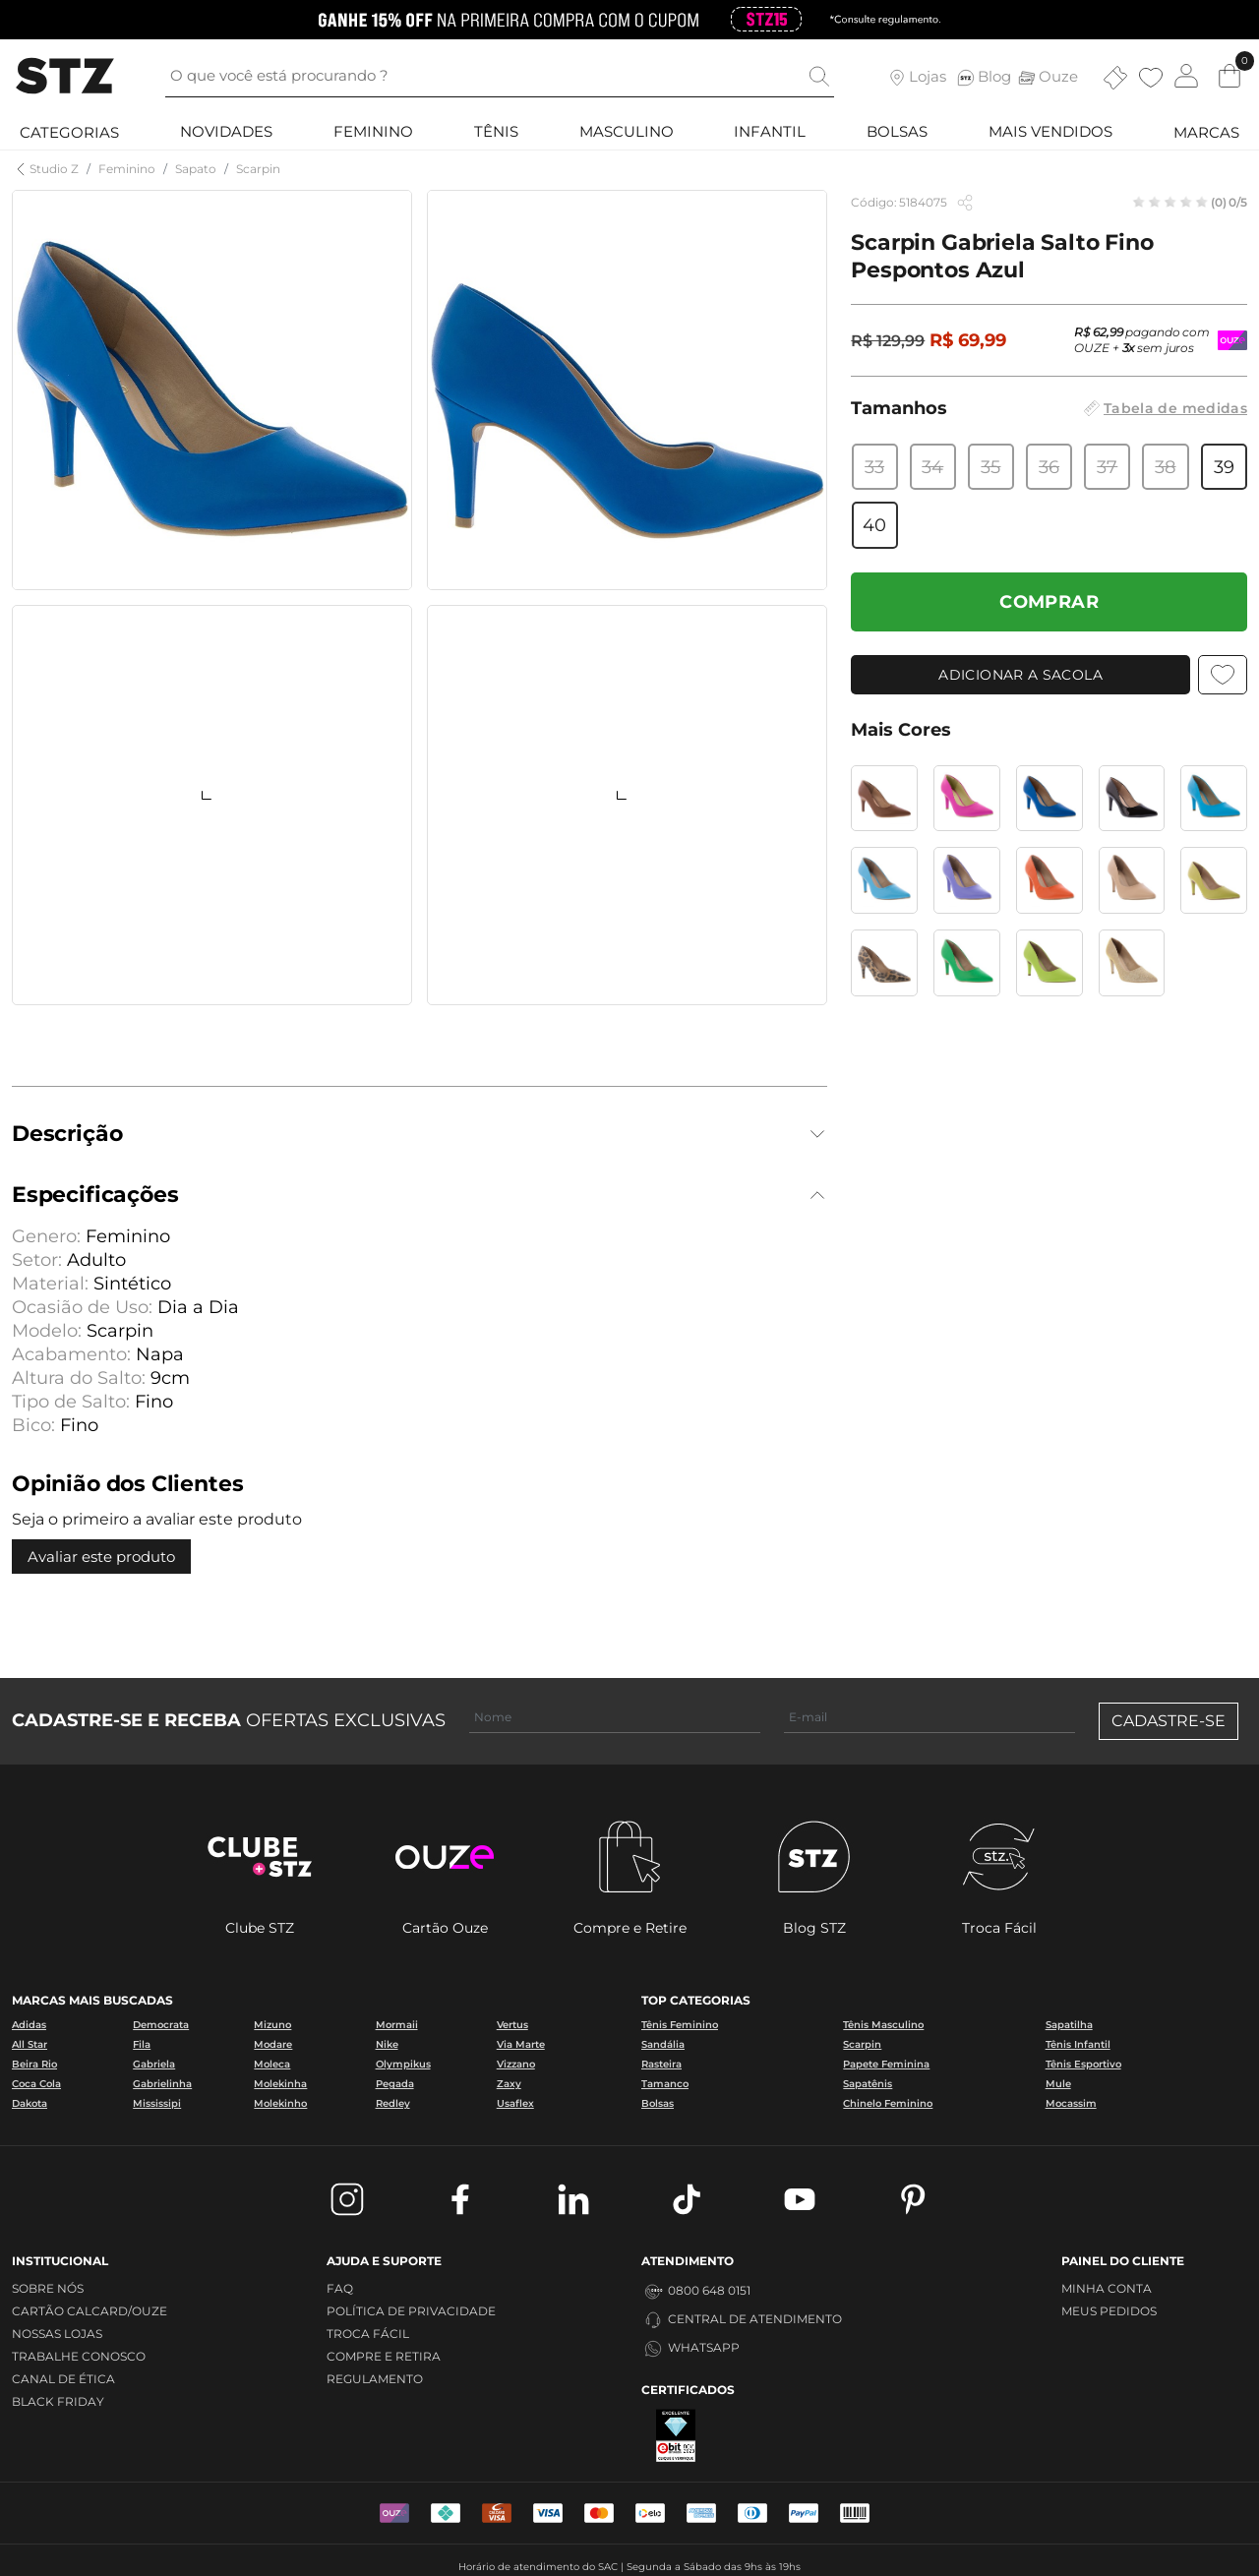 GANHE 15% OFF NA PRIMEIRA COMPRA COM O CUPOM STZ15 *Consulte regulamento.
STZ
O que você está procurando ?
Lojas STZ Blog Ouze 0
CATEGORIAS NOVIDADES FEMININO TÊNIS MASCULINO INFANTIL BOLSAS MAIS VENDIDOS MARCAS
Studio Z / Feminino / Sapato / Scarpin
Código: 5184075 (0) 0/5
Scarpin Gabriela Salto Fino
Pespontos Azul
R$ 129,99 R$ 69,99
R$ 62,99 pagando com
OUZE + 3x sem juros
OUZE
Tamanhos Tabela de medidas
33 34 35 36 37 38 39
40
COMPRAR
ADICIONAR A SACOLA
Mais Cores
Descrição
Especificações
Genero: Feminino
Setor: Adulto
Material: Sintético
Ocasião de Uso: Dia a Dia
Modelo: Scarpin
Acabamento: Napa
Altura do Salto: 9cm
Tipo de Salto: Fino
Bico: Fino
Opinião dos Clientes
Seja o primeiro a avaliar este produto
Avaliar este produto
CADASTRE-SE E RECEBA OFERTAS EXCLUSIVAS Nome E-mail CADASTRE-SE
CLUBE + STZ
ouze
STZ
stz.
Clube STZ Cartão Ouze Compre e Retire Blog STZ Troca Fácil
MARCAS MAIS BUSCADAS
Adidas Democrata Mizuno Mormaii Vertus
All Star Fila Modare Nike Via Marte
Beira Rio Gabriela Moleca Olympikus Vizzano
Coca Cola Gabrielinha Molekinha Pegada Zaxy
Dakota Mississipi Molekinho Redley Usaflex
TOP CATEGORIAS
Tênis Feminino Tênis Masculino Sapatilha
Sandália Scarpin Tênis Infantil
Rasteira Papete Feminina Tênis Esportivo
Tamanco Sapatênis Mule
Bolsas Chinelo Feminino Mocassim
INSTITUCIONAL
SOBRE NÓS
CARTÃO CALCARD/OUZE
NOSSAS LOJAS
TRABALHE CONOSCO
CANAL DE ÉTICA
BLACK FRIDAY
AJUDA E SUPORTE
FAQ
POLÍTICA DE PRIVACIDADE
TROCA FÁCIL
COMPRE E RETIRA
REGULAMENTO
ATENDIMENTO
0800 648 0151
CENTRAL DE ATENDIMENTO
WHATSAPP
CERTIFICADOS
EXCELENTE
ebit
CLIQUE E VERIFIQUE
PAINEL DO CLIENTE
MINHA CONTA
MEUS PEDIDOS
VISA VISA elo PayPal
Horário de atendimento do SAC | Segunda a Sábado das 9hs às 19hs